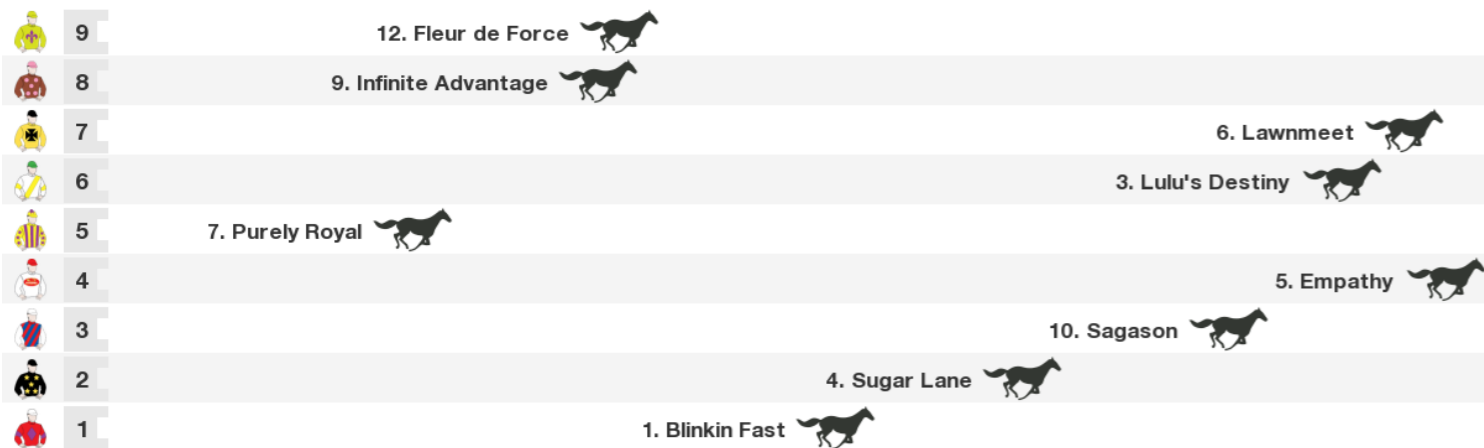 9 12. Fleur de Force
8 9. Infinite Advantage
7 6. Lawnmeet
6 3. Lulu's Destiny
5 7. Purely Royal
4 5. Empathy
3 10. Sagason
2 4. Sugar Lane
1 1. Blinkin Fast